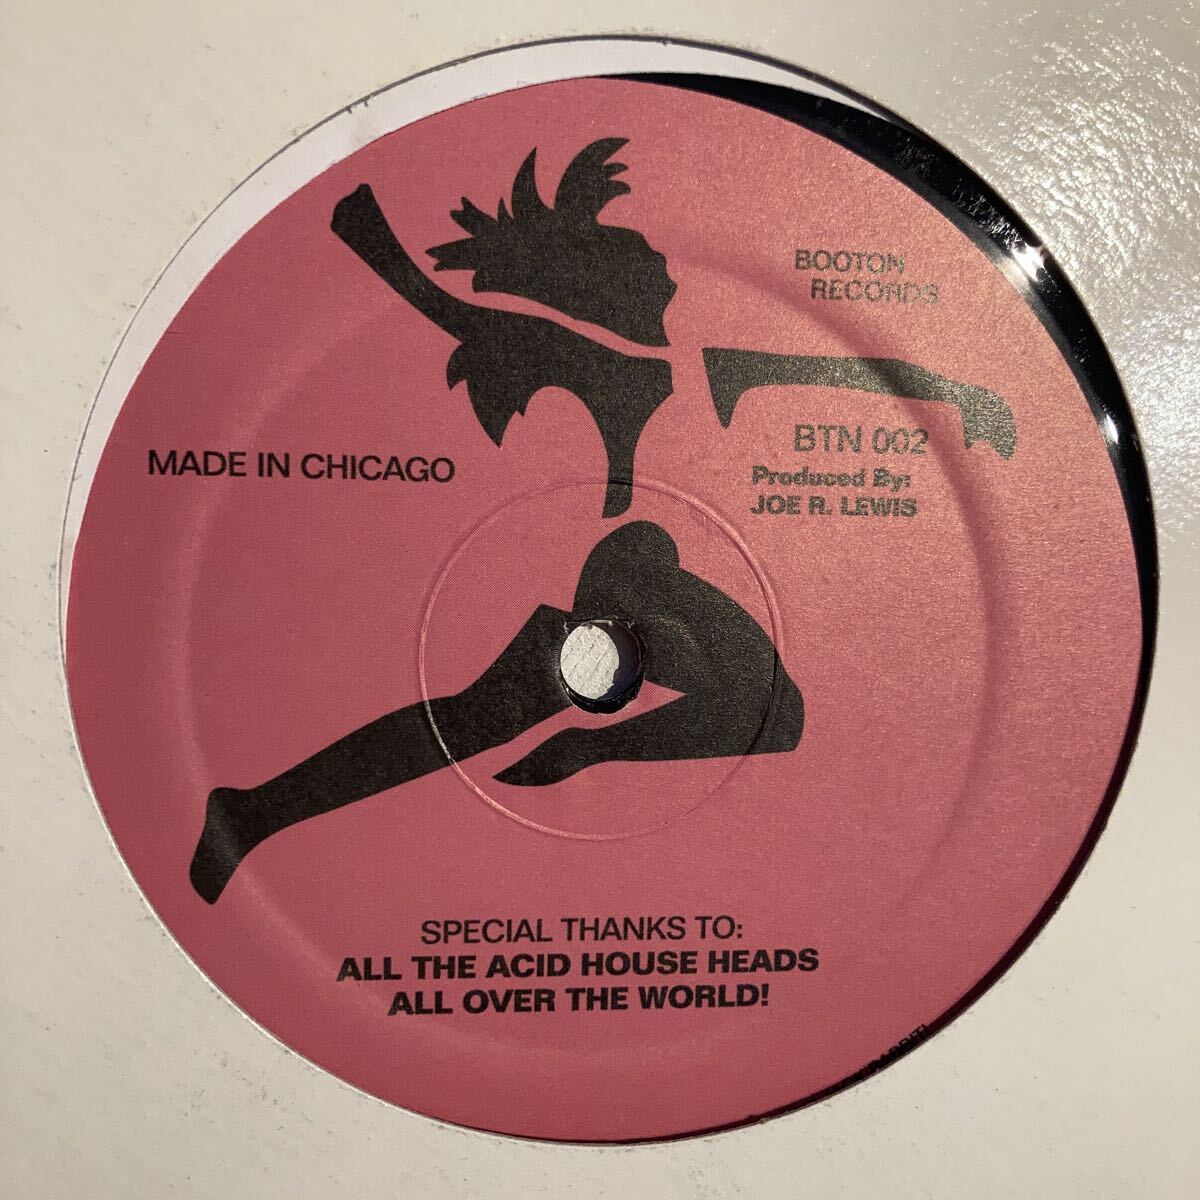 BOOTON
RECORDS
BTN 002
Produced By:
JOE R. LEWIS
MADE IN CHICAGO
SPECIAL THANKS TO:
ALL THE ACID HOUSE HEADS
ALL OVER THE WORLD!